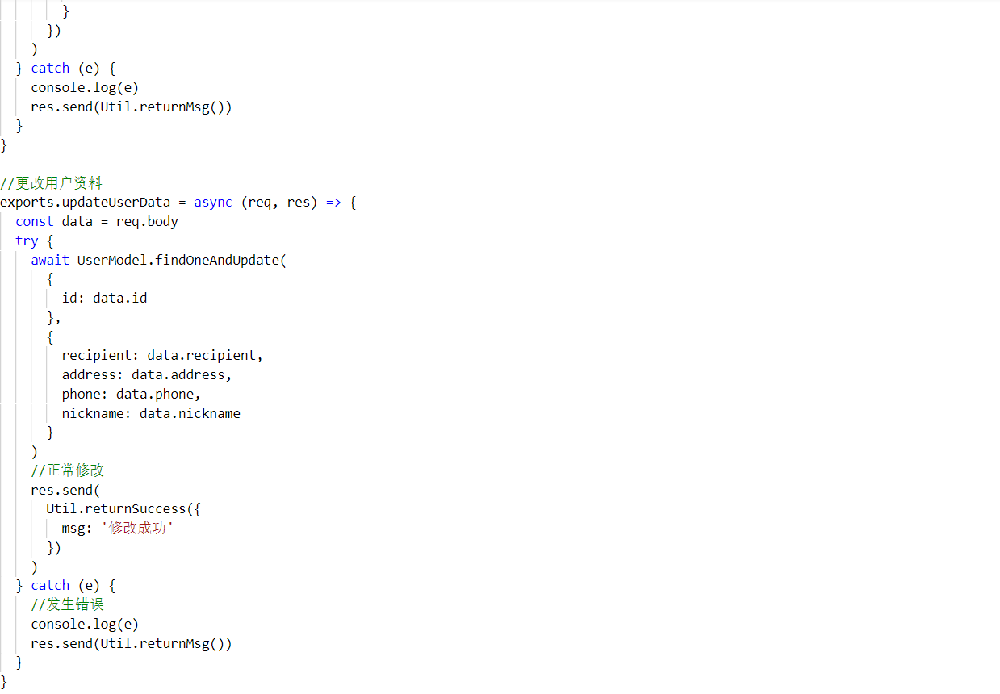 }
})
)
} catch (e) {
console.log(e)
res.send(Util.returnMsg())
}
}
//更改用户资料
exports.updateUserData = async (req, res) => {
const data = req.body
try {
await UserModel.findOneAndUpdate(
{
id: data.id
},
{
recipient: data.recipient,
address: data.address,
phone: data.phone,
nickname: data.nickname
}
)
//正常修改
res.send(
Util.returnSuccess({
msg: '修改成功'
})
)
} catch (e) {
//发生错误
console.log(e)
res.send(Util.returnMsg())
}
}